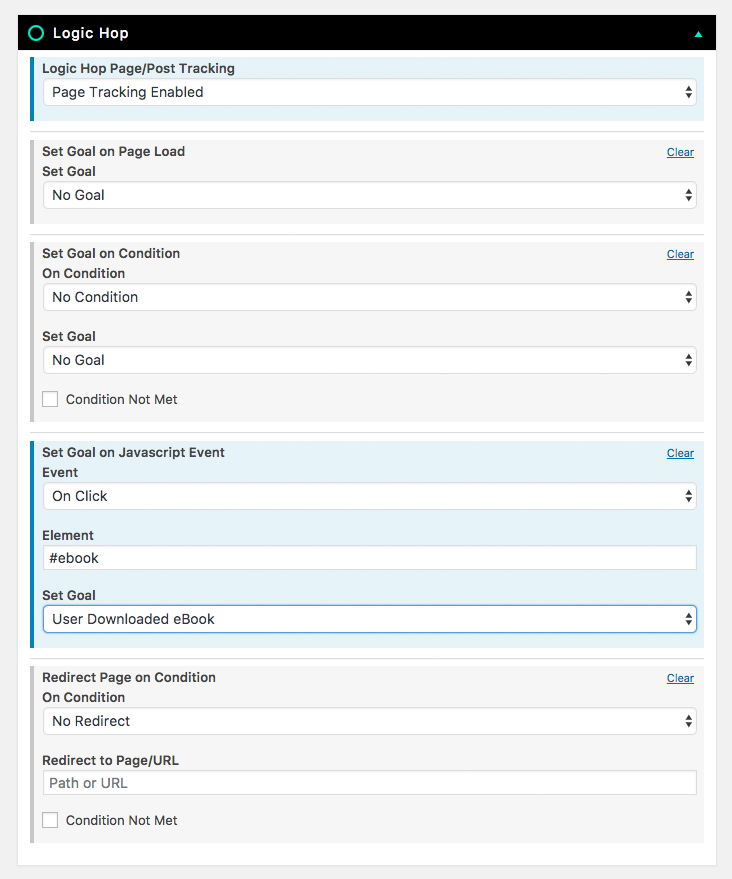 Logic Hop
Logic Hop Page/Post Tracking
Page Tracking Enabled
Set Goal on Page Load
Clear
Set Goal
No Goal
Set Goal on Condition
Clear
On Condition
No Condition
Set Goal
No Goal
Condition Not Met
Set Goal on Javascript Event
Clear
Event
On Click
Element
#ebook
Set Goal
User Downloaded eBook
Redirect Page on Condition
Clear
On Condition
No Redirect
Redirect to Page/URL
Path or URL
Condition Not Met